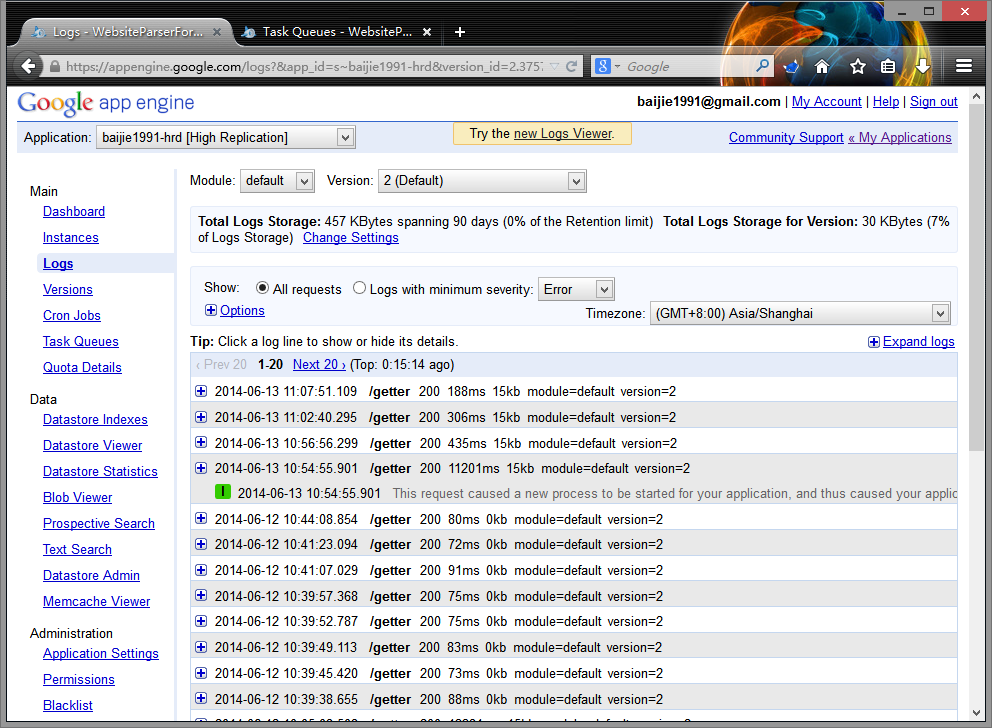 Logs - WebsiteParserFor...
Task Queues - WebsiteP...
https://appengine.google.com/logs?&app_id=s~baijie1991-hrd&version_id=2.3757
Google
Google app engine
baijie1991@gmail.com | My Account | Help | Sign out
Application: baijie1991-hrd [High Replication]
Try the new Logs Viewer.
Community Support « My Applications
Main
Dashboard
Instances
Logs
Versions
Cron Jobs
Task Queues
Quota Details
Data
Datastore Indexes
Datastore Viewer
Datastore Statistics
Blob Viewer
Prospective Search
Text Search
Datastore Admin
Memcache Viewer
Administration
Application Settings
Permissions
Blacklist
Module: default Version: 2 (Default)
Total Logs Storage: 457 KBytes spanning 90 days (0% of the Retention limit) Total Logs Storage for Version: 30 KBytes (7%
of Logs Storage) Change Settings
Show: All requests Logs with minimum severity: Error
Options
Timezone: (GMT+8:00) Asia/Shanghai
Tip: Click a log line to show or hide its details.
Expand logs
‹ Prev 20 1-20 Next 20 › (Top: 0:15:14 ago)
2014-06-13 11:07:51.109 /getter 200 188ms 15kb module=default version=2
2014-06-13 11:02:40.295 /getter 200 306ms 15kb module=default version=2
2014-06-13 10:56:56.299 /getter 200 435ms 15kb module=default version=2
2014-06-13 10:54:55.901 /getter 200 11201ms 15kb module=default version=2
I 2014-06-13 10:54:55.901 This request caused a new process to be started for your application, and thus caused your applic
2014-06-12 10:44:08.854 /getter 200 80ms 0kb module=default version=2
2014-06-12 10:41:23.094 /getter 200 72ms 0kb module=default version=2
2014-06-12 10:41:07.029 /getter 200 91ms 0kb module=default version=2
2014-06-12 10:39:57.368 /getter 200 75ms 0kb module=default version=2
2014-06-12 10:39:52.787 /getter 200 75ms 0kb module=default version=2
2014-06-12 10:39:49.113 /getter 200 83ms 0kb module=default version=2
2014-06-12 10:39:45.420 /getter 200 73ms 0kb module=default version=2
2014-06-12 10:39:38.655 /getter 200 88ms 0kb module=default version=2